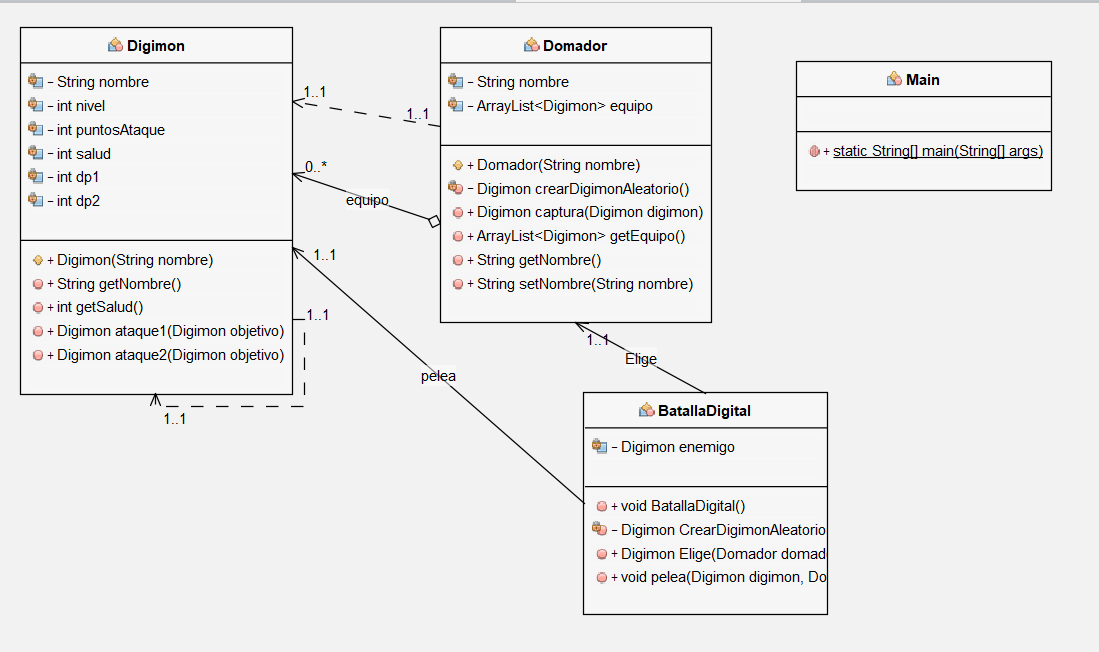 Digimon
- String nombre
- int nivel
- int puntosAtaque
- int salud
- int dp1
- int dp2
+ Digimon(String nombre)
+ String getNombre()
+ int getSalud()
+ Digimon ataque1(Digimon objetivo)
+ Digimon ataque2(Digimon objetivo)
1..1
1..1
0..*
equipo
1..1
1..1
1..1
pelea
Domador
- String nombre
- ArrayList<Digimon> equipo
+ Domador(String nombre)
- Digimon crearDigimonAleatorio()
+ Digimon captura(Digimon digimon)
+ ArrayList<Digimon> getEquipo()
+ String getNombre()
+ String setNombre(String nombre)
1..1
Elige
Main
+ static String[] main(String[] args)
BatallaDigital
- Digimon enemigo
+ void BatallaDigital()
- Digimon CrearDigimonAleatorio
+ Digimon Elige(Domador domad
+ void pelea(Digimon digimon, Do